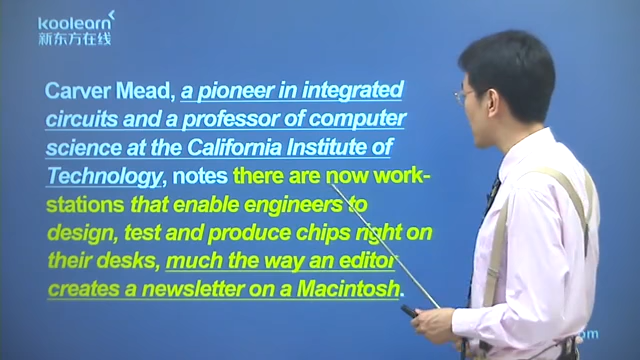 koolearn
新东方在线
Carver Mead, a pioneer in integrated
circuits and a professor of computer
science at the California Institute of
Technology, notes there are now work-
stations that enable engineers to
design, test and produce chips right on
their desks, much the way an editor
creates a newsletter on a Macintosh.